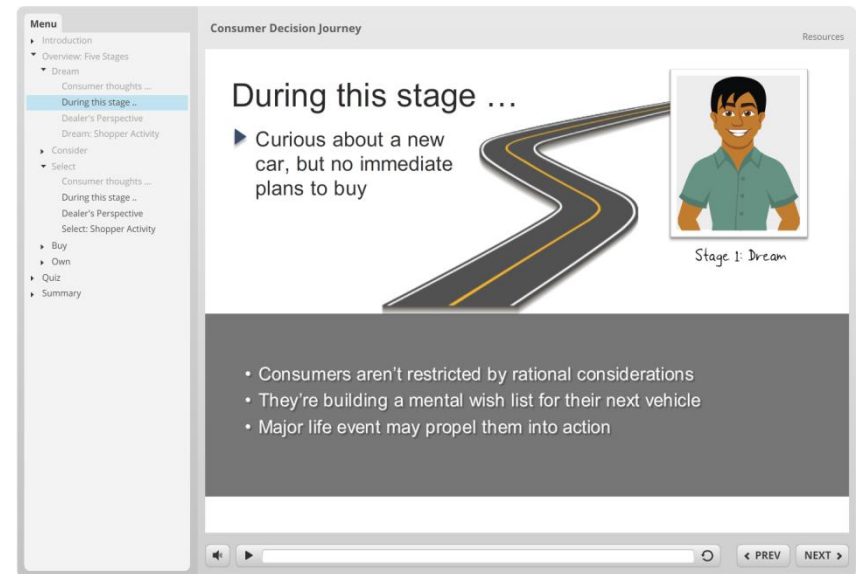 Menu
Introduction
Overview: Five Stages
Dream
Consumer thoughts ...
During this stage ..
Dealer's Perspective
Dream: Shopper Activity
Consider
Select
Consumer thoughts ...
During this stage ..
Dealer's Perspective
Select: Shopper Activity
Buy
Own
Quiz
Summary
Consumer Decision Journey
Resources
During this stage …
Curious about a new
car, but no immediate
plans to buy
Stage 1: Dream
• Consumers aren’t restricted by rational considerations
• They’re building a mental wish list for their next vehicle
• Major life event may propel them into action
PREV
NEXT